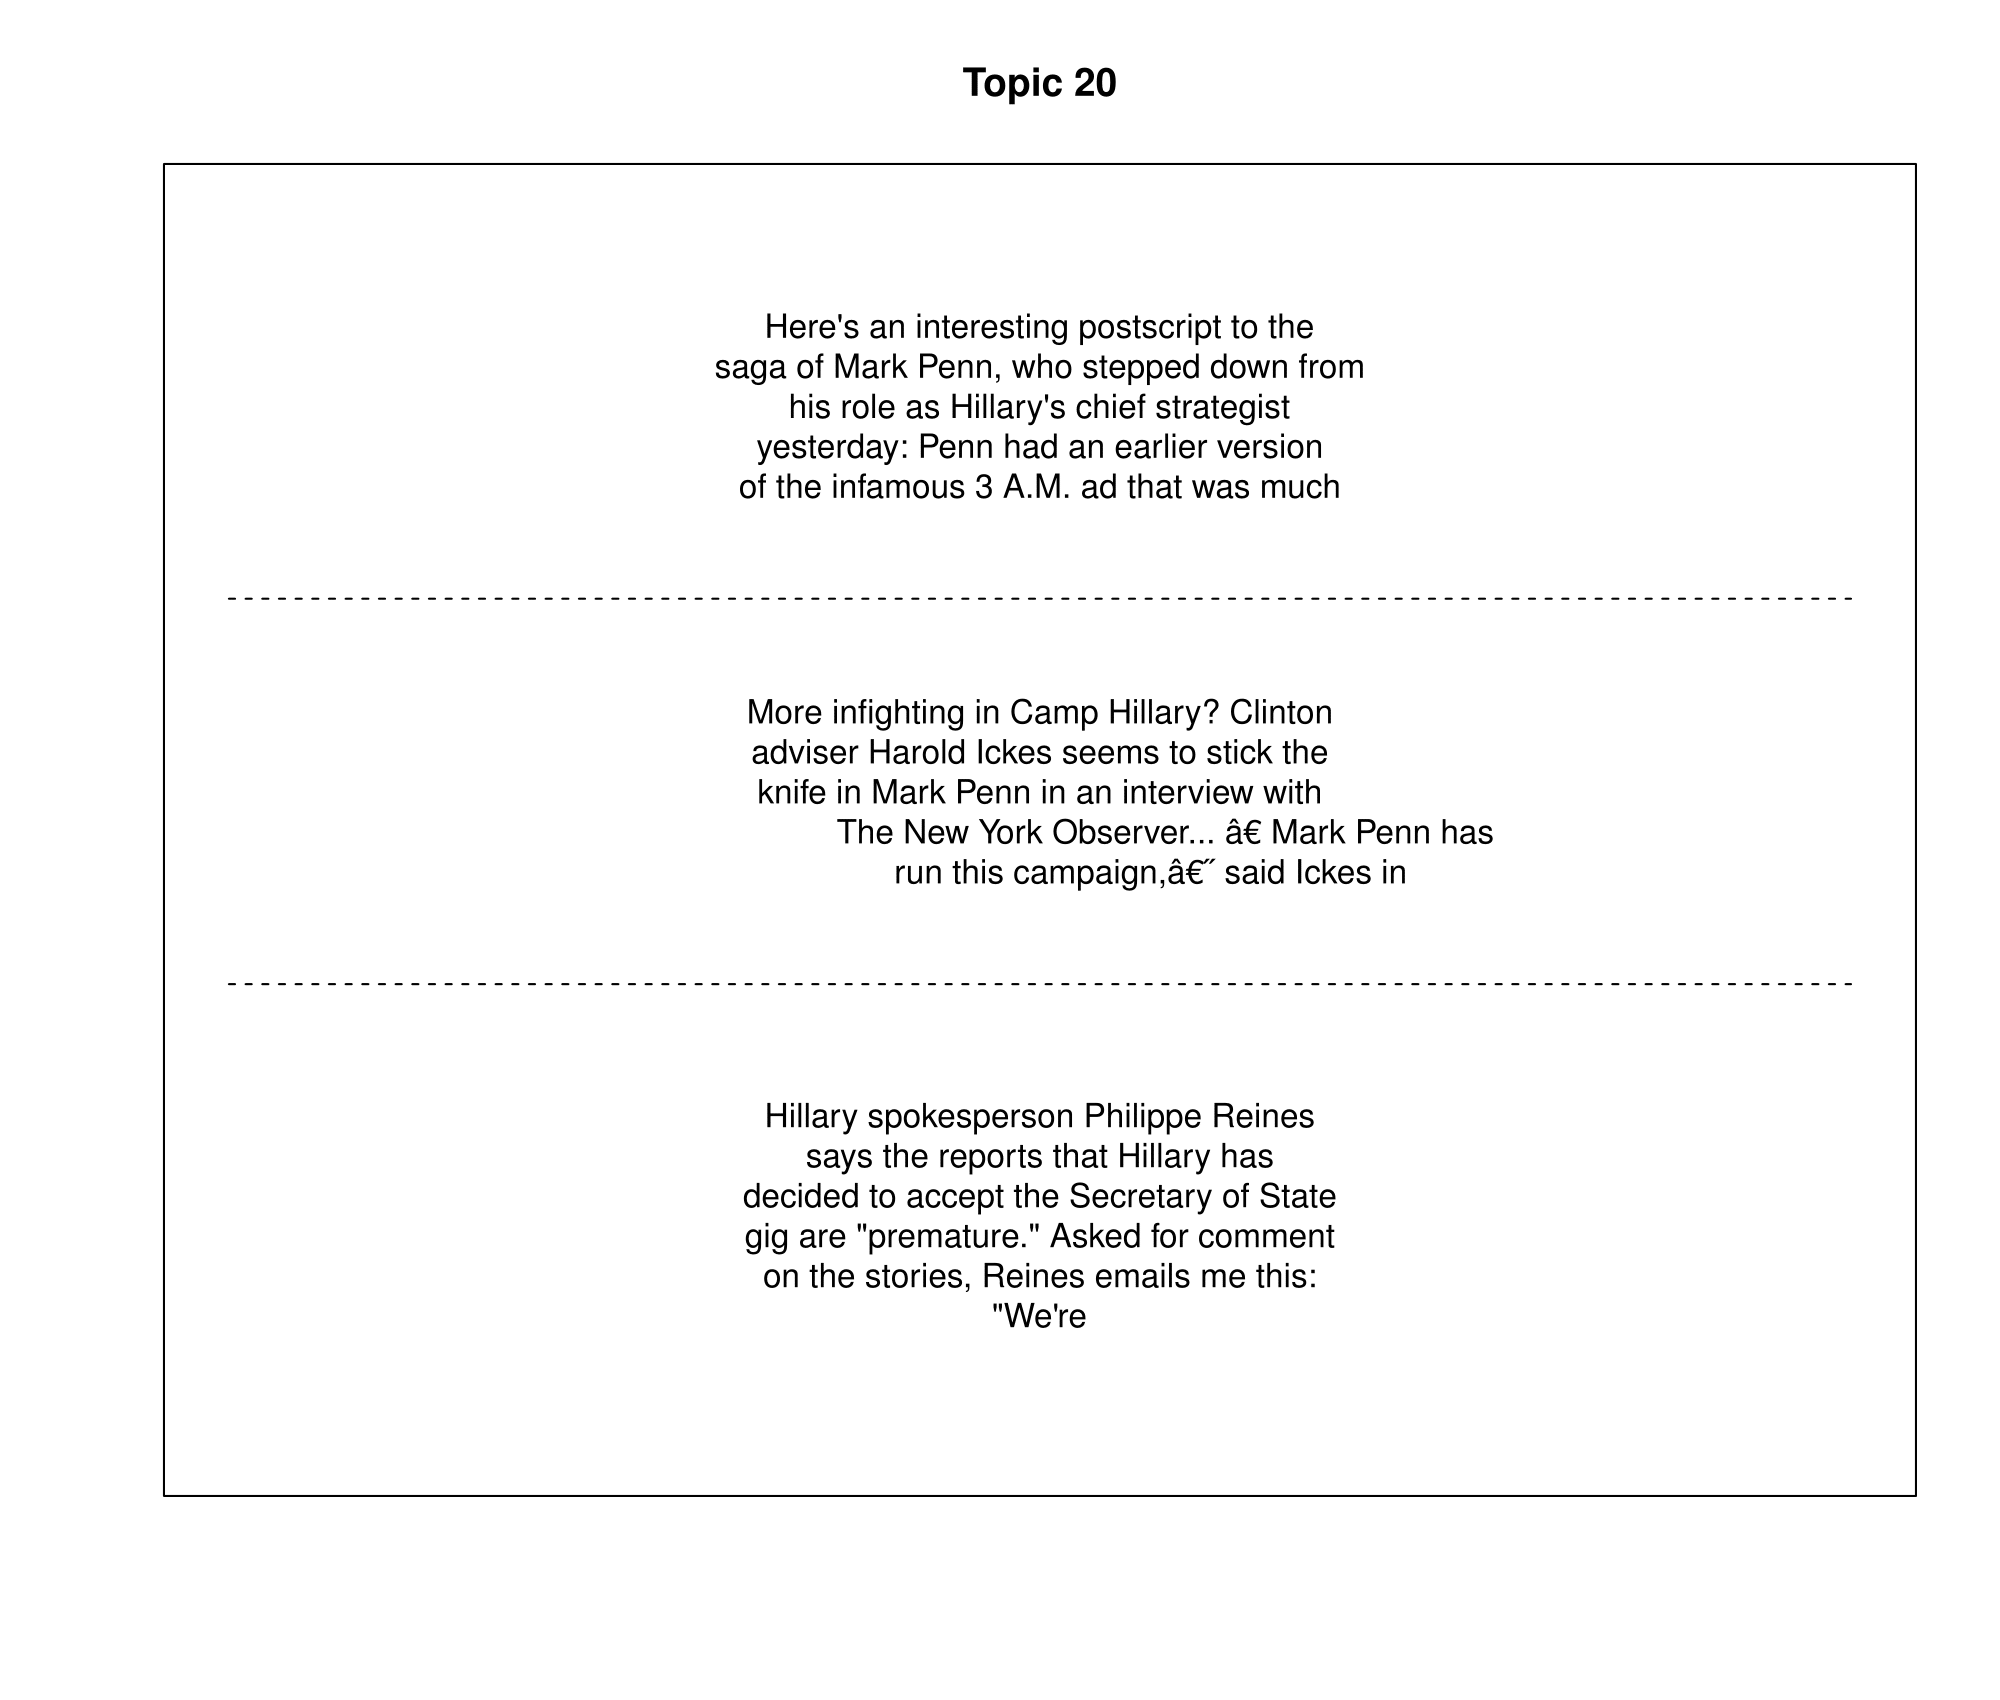 Topic 20
Here's an interesting postscript to the
saga of Mark Penn, who stepped down from
his role as Hillary's chief strategist
yesterday: Penn had an earlier version
of the infamous 3 A.M. ad that was much
More infighting in Camp Hillary? Clinton
adviser Harold Ickes seems to stick the
knife in Mark Penn in an interview with
The New York Observer... â€ Mark Penn has
run this campaign,â€˝ said Ickes in
Hillary spokesperson Philippe Reines
says the reports that Hillary has
decided to accept the Secretary of State
gig are "premature." Asked for comment
on the stories, Reines emails me this:
"We're